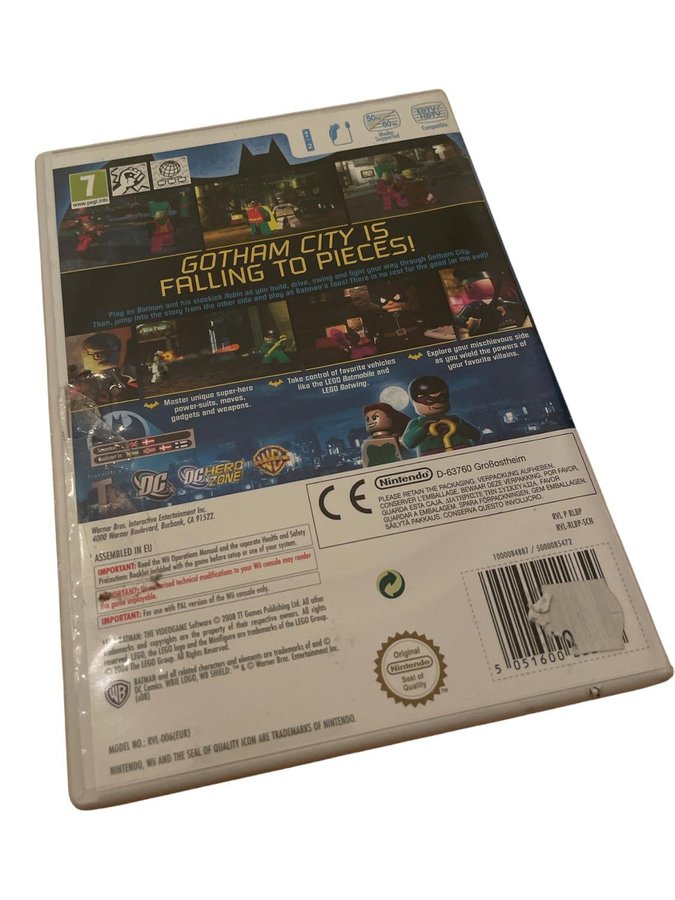 50Hz
60Hz
Modes
Supported
EDTV/
HDTV
Compatible
7
www.pegi.info
GOTHAM CITY IS
FALLING TO PIECES!
Play as Batman and his sidekick Robin as you build, drive, swing and fight your way through Gotham City.
Then, jump into the story from the other side and play as Batman's foes! There is no rest for the good (or the evil)!
Master unique super-hero
power-suits, moves,
gadgets and weapons.
Take control of favorite vehicles
like the LEGO Batmobile and
LEGO Batwing.
Explore your mischievous side
as you wield the powers of
your favorite villains.
DC
DC HERO
ZONE
WB
Warner Bros. Interactive Entertainment Inc.
4000 Warner Boulevard, Burbank, CA 91522.
ASSEMBLED IN EU
IMPORTANT: Read the Wii Operations Manual and the separate Health and Safety
Precautions Booklet included with the game before setup or use of your system.
IMPORTANT: Unauthorised technical modifications to your Wii console may render
this game unplayable.
IMPORTANT: For use with PAL version of the Wii console only.
CE
Nintendo
D-63760 Großostheim
PLEASE RETAIN THE PACKAGING. VERPACKUNG AUFHEBEN.
CONSERVER L'EMBALLAGE. BEWAAR DEZE VERPAKKING. POR FAVOR,
GUARDA ESTA CAJA. ΔΙΑΤΗΡΕΙΣΤΕ ΤΗΝ ΣΥΣΚΕΥΑΣΙΑ. FAVOR
GUARDAR A EMBALAGEM. SPARA FÖRPACKNINGEN. GEM EMBALLAGEN.
SÄILYTÄ PAKKAUS. CONSERVA QUESTO INVOLUCRO.
RVL P RLBP
RVL-RLBP-SCN
1000084887 / 5000085472
BATMAN: THE VIDEOGAME Software © 2008 TT Games Publishing Ltd. All other
trademarks and copyrights are the property of their respective owners. All rights
reserved. LEGO, the LEGO logo and the Minifigure are trademarks of the LEGO Group.
The LEGO Group. All Rights Reserved.
BATMAN and all related characters and elements are trademarks of and ©
DC Comics. WBIE LOGO, WB SHIELD: ™ & © Warner Bros. Entertainment Inc.
(s08)
Original
Nintendo
Seal of
Quality
5 051600
MODEL NO.: RVL-006(EUR)
NINTENDO, Wii AND THE SEAL OF QUALITY ICON ARE TRADEMARKS OF NINTENDO.